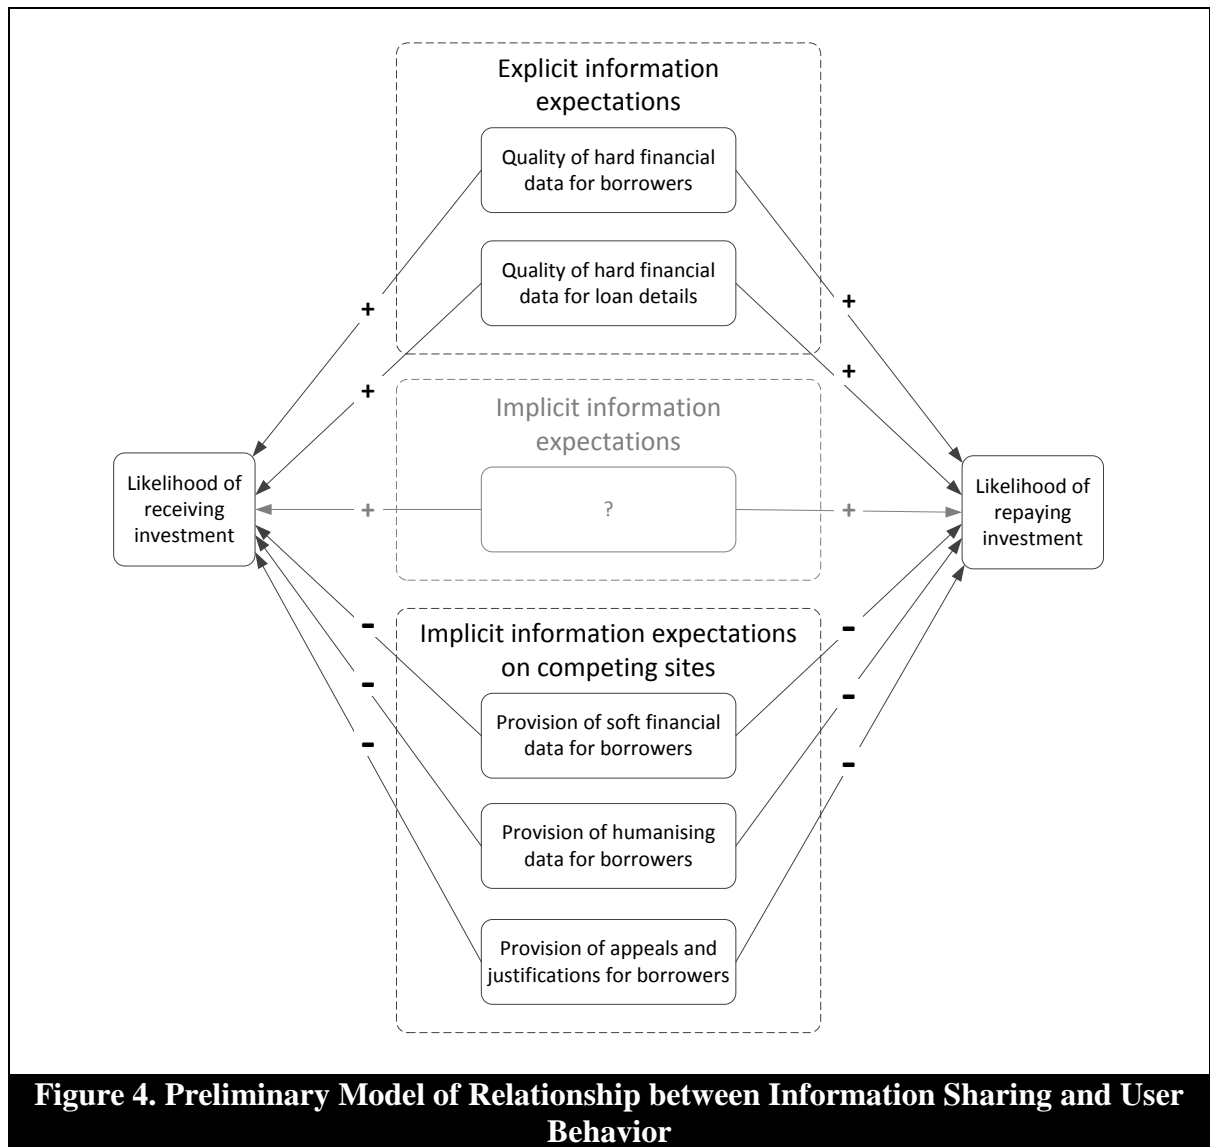 Explicit information
expectations
Quality of hard financial
data for borrowers
Quality of hard financial
data for loan details
+
+
+
+
Implicit information
expectations
?
+
+
Likelihood of
receiving
investment
Likelihood of
repaying
investment
Implicit information expectations
on competing sites
Provision of soft financial
data for borrowers
Provision of humanising
data for borrowers
Provision of appeals and
justifications for borrowers
-
-
-
-
-
-
Figure 4. Preliminary Model of Relationship between Information Sharing and User
Behavior